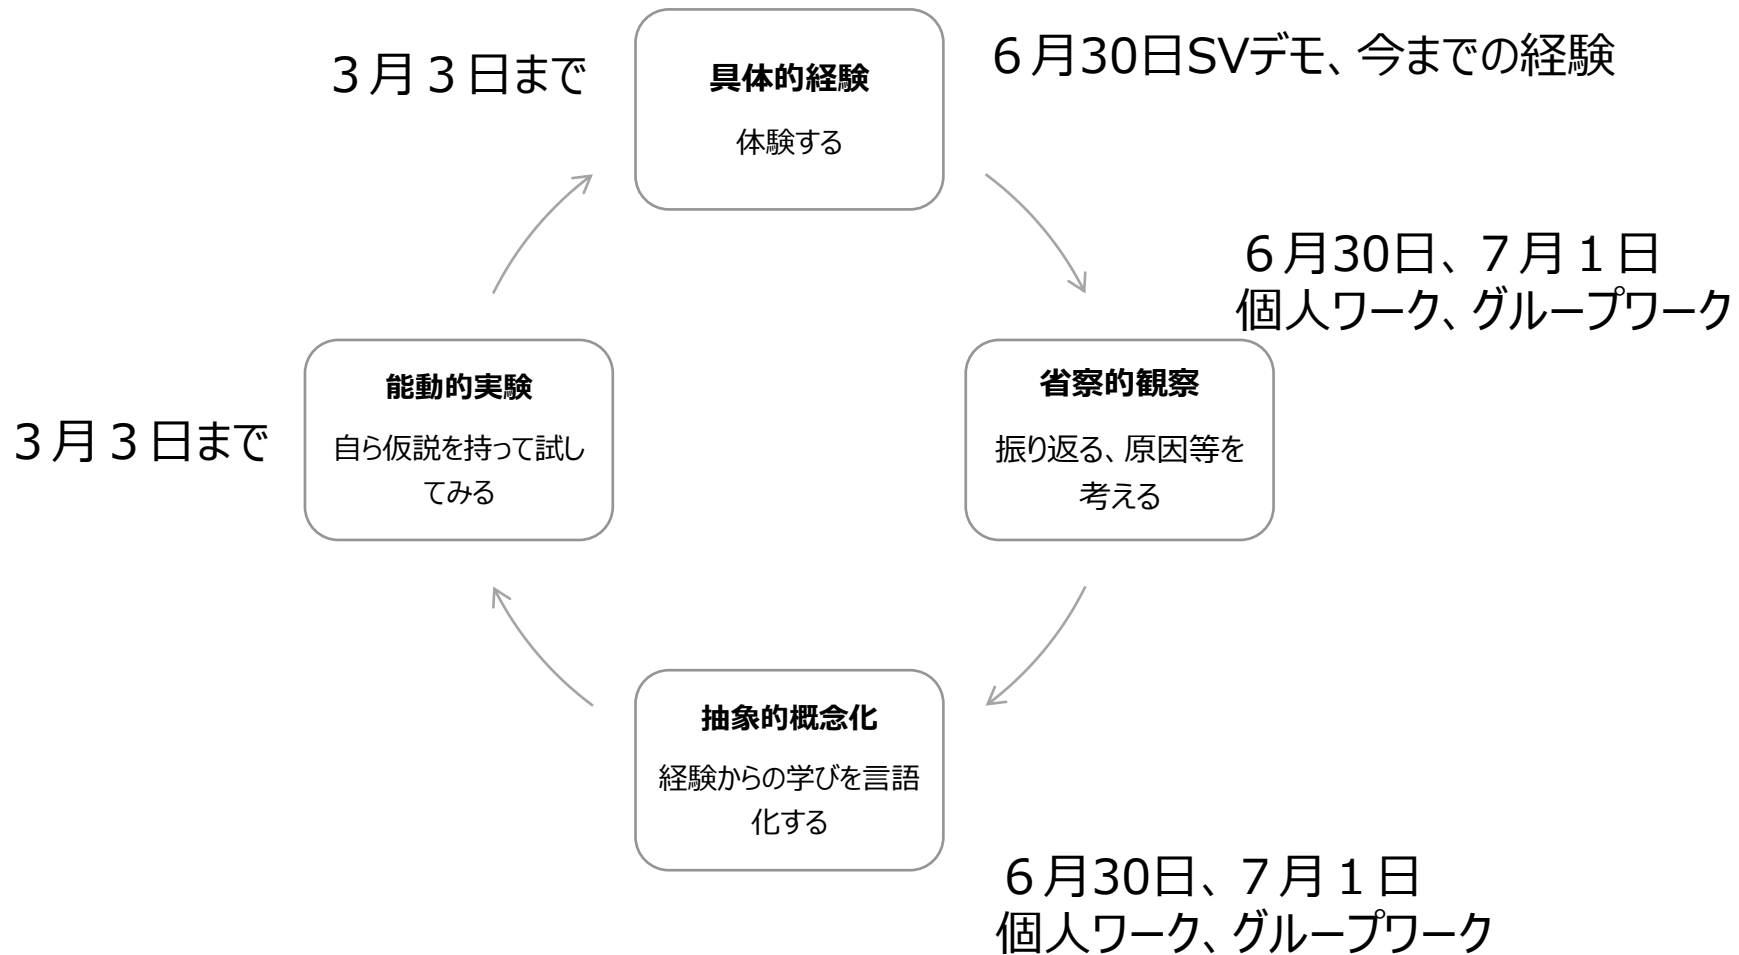 ３月３日まで
具体的経験
体験する
６月30日SVデモ、今までの経験
６月30日、７月１日
個人ワーク、グループワーク
省察的観察
振り返る、原因等を
考える
能動的実験
自ら仮説を持って試し
てみる
３月３日まで
抽象的概念化
経験からの学びを言語
化する
６月30日、７月１日
個人ワーク、グループワーク